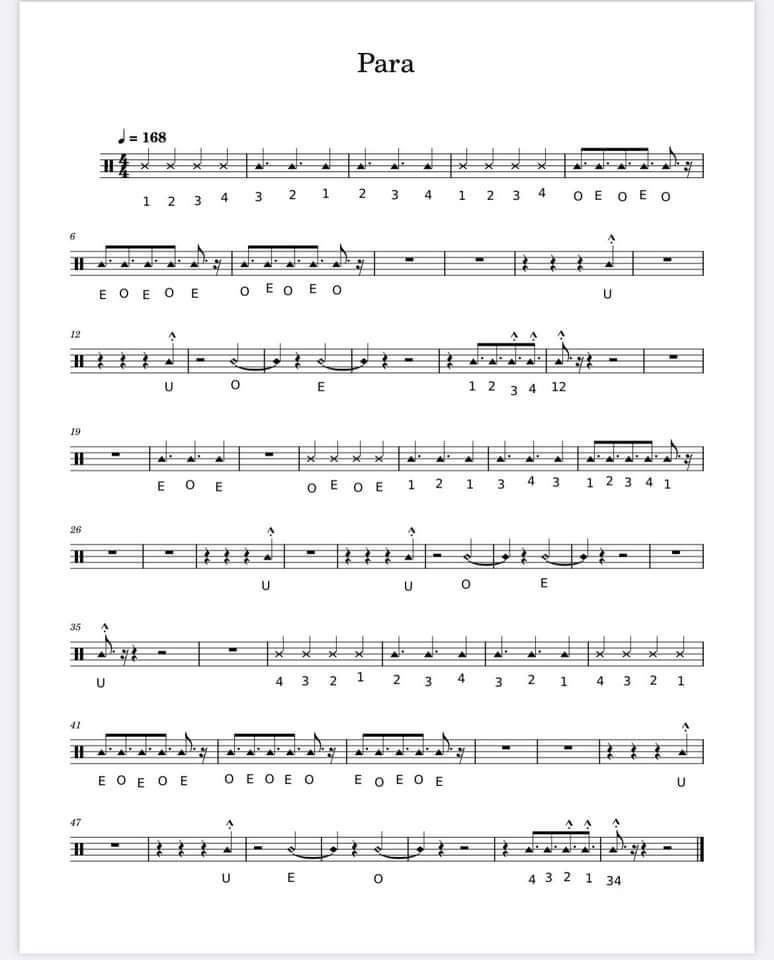 Para
♩ = 168
1 2 3 4 3 2 1 2 3 4 1 2 3 4 O E O E O
6
E O E O E O E O E O U
12
U O E 1 2 3 4 12
19
E O E O E O E 1 2 1 3 4 3 1 2 3 4 1
26
U U O E
35
U 4 3 2 1 2 3 4 3 2 1 4 3 2 1
41
E O E O E O E O E O E O E O E U
47
U E O 4 3 2 1 34